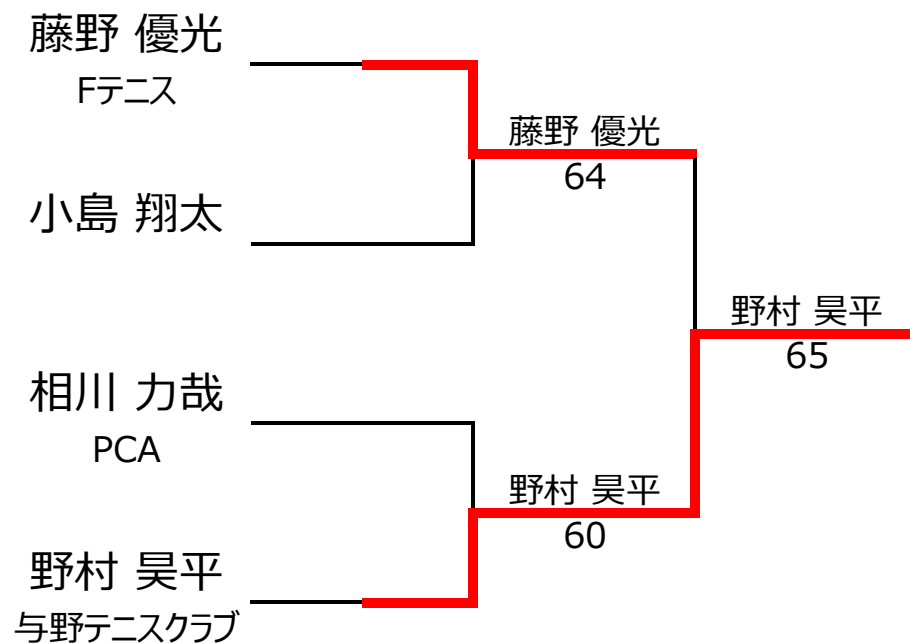 藤野 優光
Fテニス
藤野 優光
64
小島 翔太
野村 昊平
65
相川 力哉
PCA
野村 昊平
60
野村 昊平
与野テニスクラブ